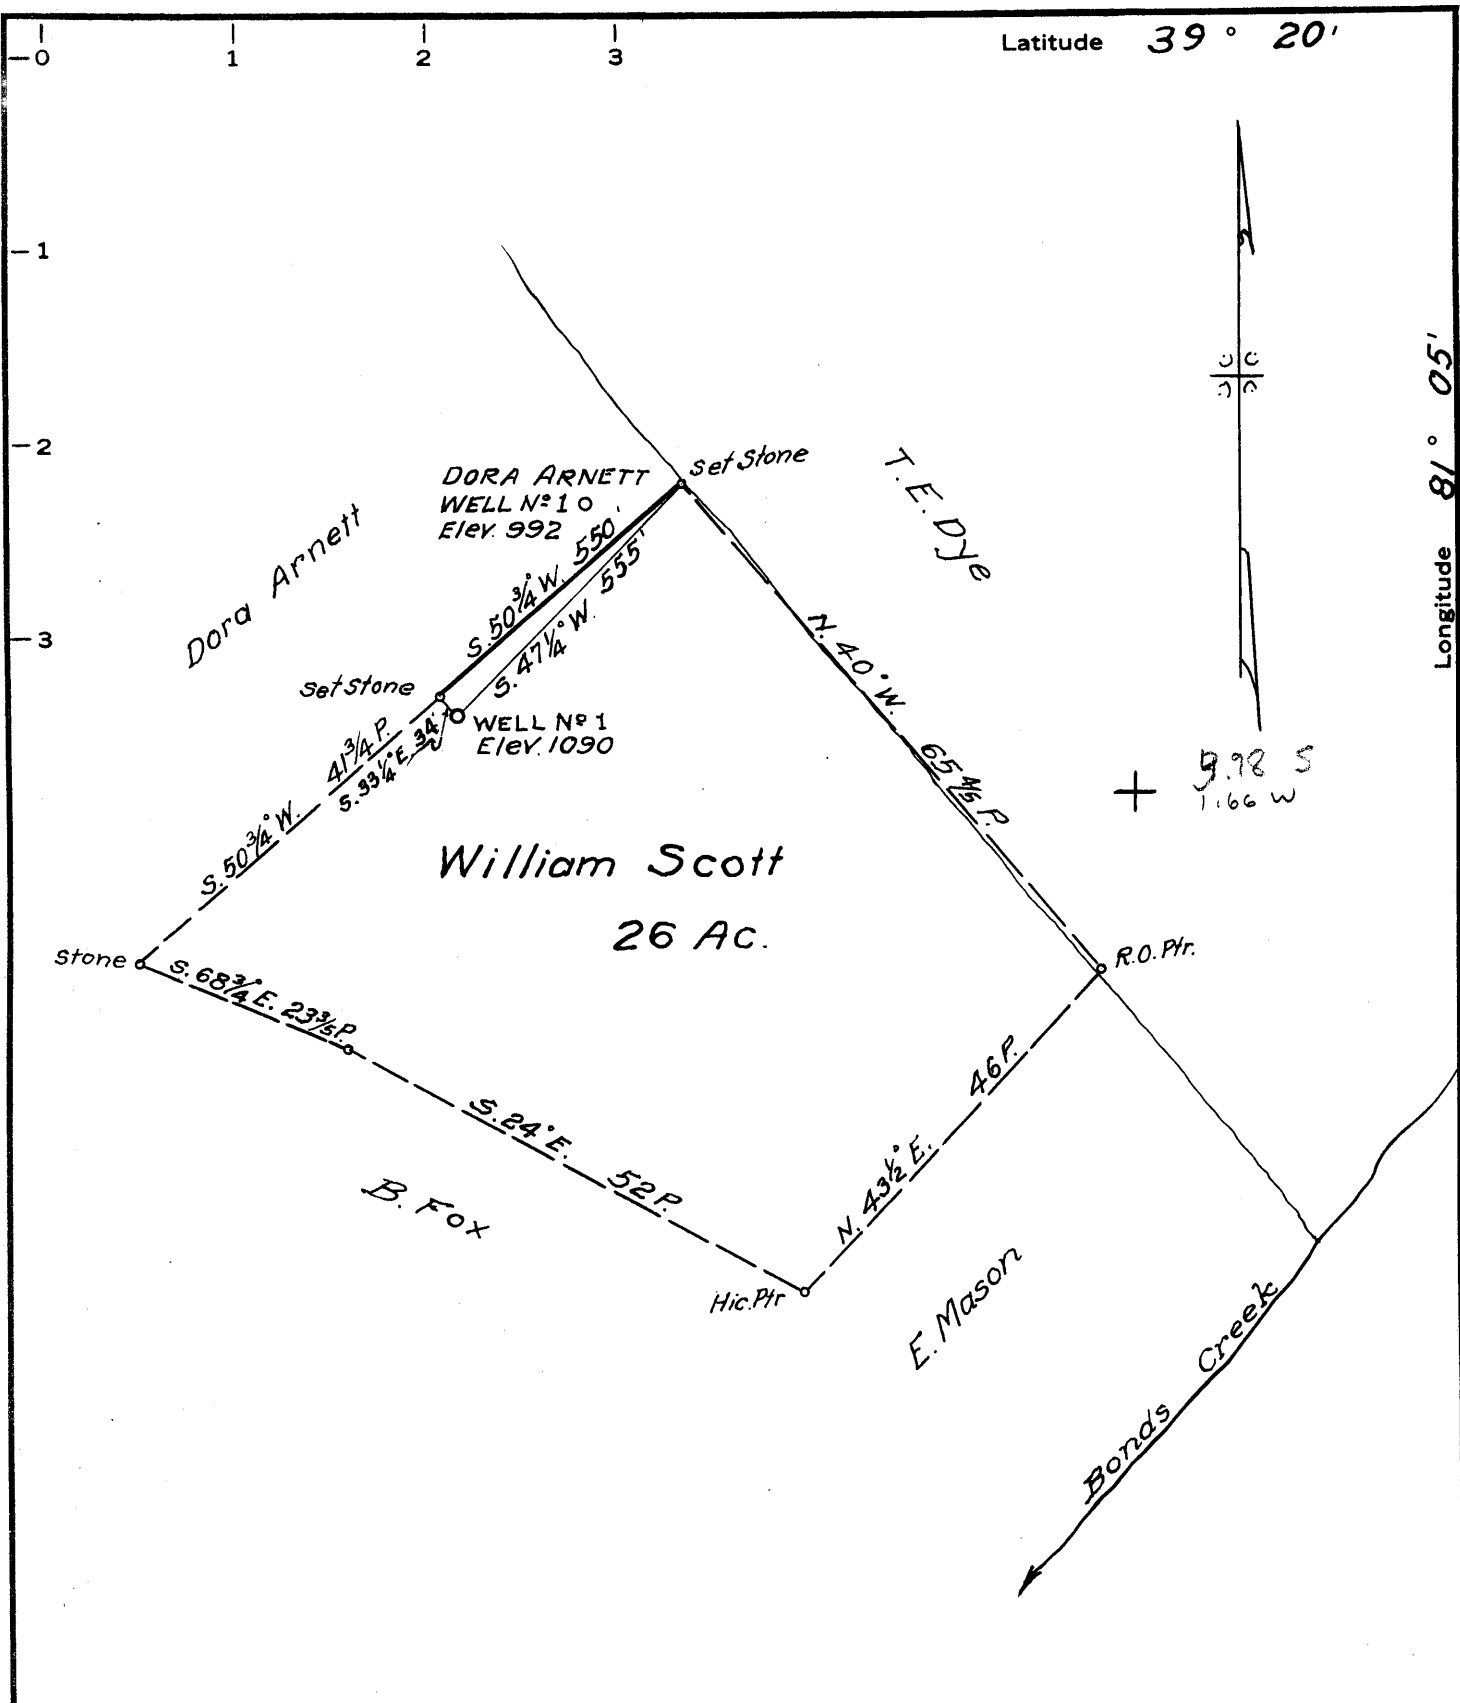 0
1
2
3
Latitude 39° 20'
1
2
3
Longitude 81° 05'
Set Stone
T. E. Dye
DORA ARNETT
WELL Nº 1
Elev. 992
Dora Arnett
S. 50¾° W. 550'
S. 47¼° W. 555'
N. 40° W. 65⅘ P.
Set Stone
WELL Nº 1
Elev. 1090
S. 33¼° E. 34'
S. 50¾° W. 41¾ P.
9.98 S
1.66 W
William Scott
26 Ac.
Stone
R.O. Ptr.
S. 68¾° E. 23⅗ P.
S. 24° E. 52 P.
N. 43½° E. 46 P.
B. Fox
Hic. Ptr
E. Mason
Bonds Creek